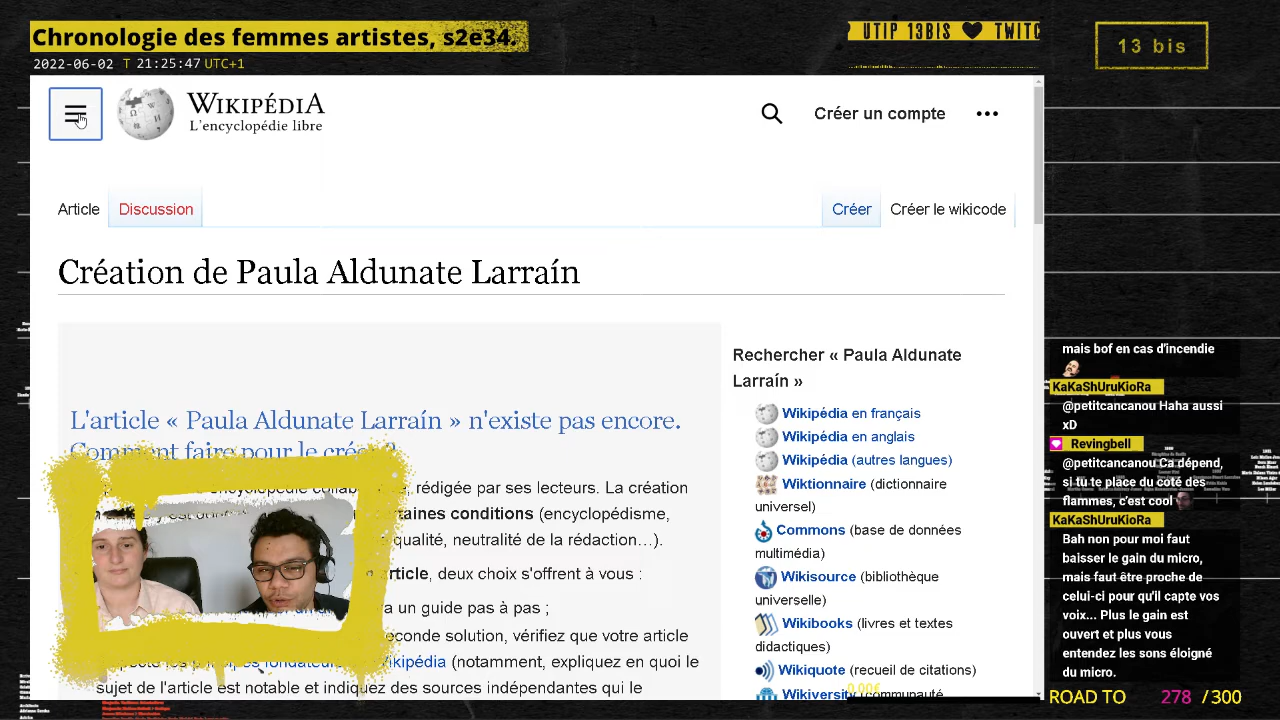 Chronologie des femmes artistes, s2e34.
2022-06-02 T 21:25:47 UTC+1
UTIP 13BIS TWIT
13 bis
WIKIPÉDIA
L'encyclopédie libre
Créer un compte
Article
Discussion
Créer
Créer le wikicode
Création de Paula Aldunate Larraín
L'article « Paula Aldunate Larraín » n'existe pas encore.
Comment faire pour le
rédigée par ses lecteurs. La création
conditions (encyclopédisme,
qualité, neutralité de la rédaction…).
, deux choix s'offrent à vous :
un guide pas à pas ;
solution, vérifiez que votre article
(notamment, expliquez en quoi le
sujet de l'article est notable et indiquez des sources indépendantes qui le
Rechercher « Paula Aldunate
Larraín »
Wikipédia en français
Wikipédia en anglais
Wikipédia (autres langues)
Wiktionnaire (dictionnaire
universel)
Commons (base de données
multimédia)
Wikisource (bibliothèque
universelle)
Wikibooks (livres et textes
didactiques)
Wikiquote (recueil de citations)
mais bof en cas d'incendie
KaKaShUruKioRa
@petitcancanou Haha aussi
xD
Revingbell
@petitcancanou Ca dépend,
si tu te place du coté des
flammes, c'est cool
KaKaShUruKioRa
Bah non pour moi faut
baisser le gain du micro,
mais faut être proche de
celui-ci pour qu'il capte vos
voix... Plus le gain est
ouvert et plus vous
entendez les sons éloigné
du micro.
ROAD TO 278 /300